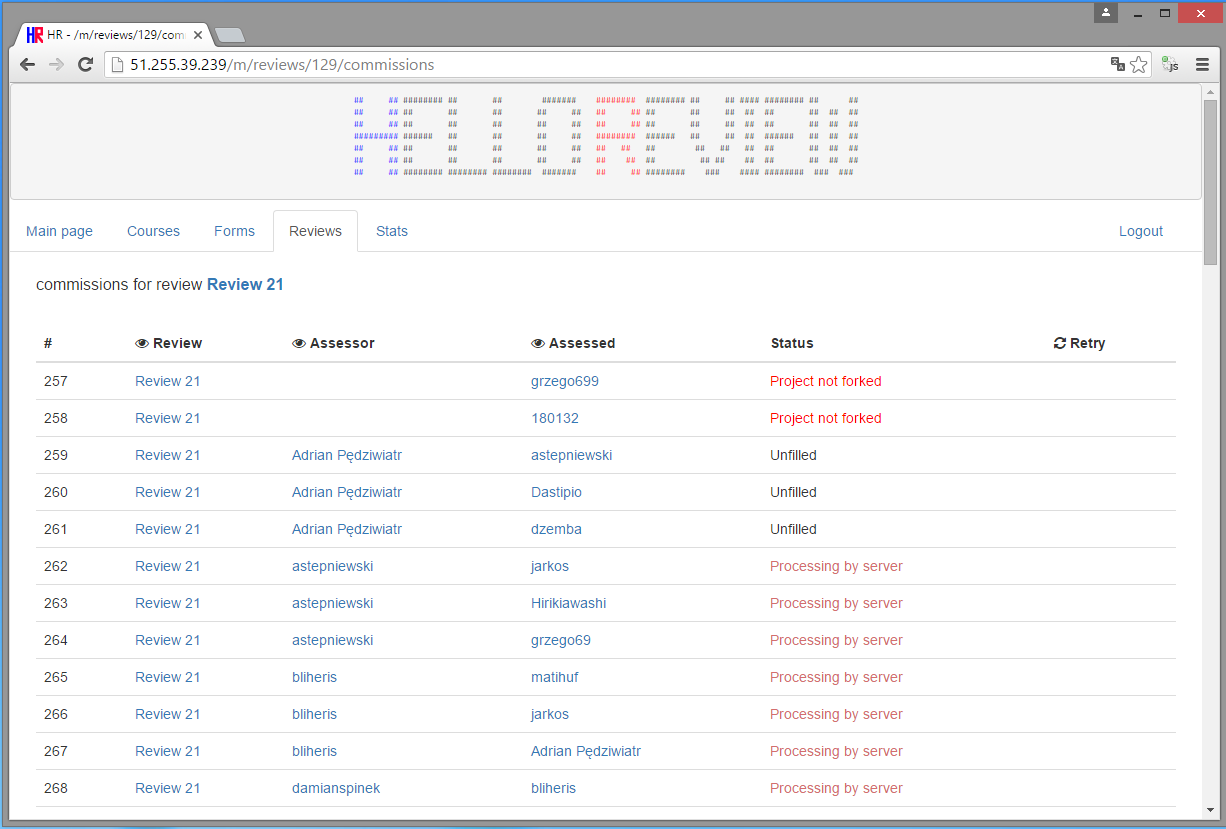 HR HR - /m/reviews/129/com
51.255.39.239/m/reviews/129/commissions
js
HELLOREVIEW
Main page Courses Forms Reviews Stats Logout
commissions for review Review 21
# Review Assessor Assessed Status Retry
257 Review 21 grzego699 Project not forked
258 Review 21 180132 Project not forked
259 Review 21 Adrian Pędziwiatr astepniewski Unfilled
260 Review 21 Adrian Pędziwiatr Dastipio Unfilled
261 Review 21 Adrian Pędziwiatr dzemba Unfilled
262 Review 21 astepniewski jarkos Processing by server
263 Review 21 astepniewski Hirikiawashi Processing by server
264 Review 21 astepniewski grzego69 Processing by server
265 Review 21 bliheris matihuf Processing by server
266 Review 21 bliheris jarkos Processing by server
267 Review 21 bliheris Adrian Pędziwiatr Processing by server
268 Review 21 damianspinek bliheris Processing by server